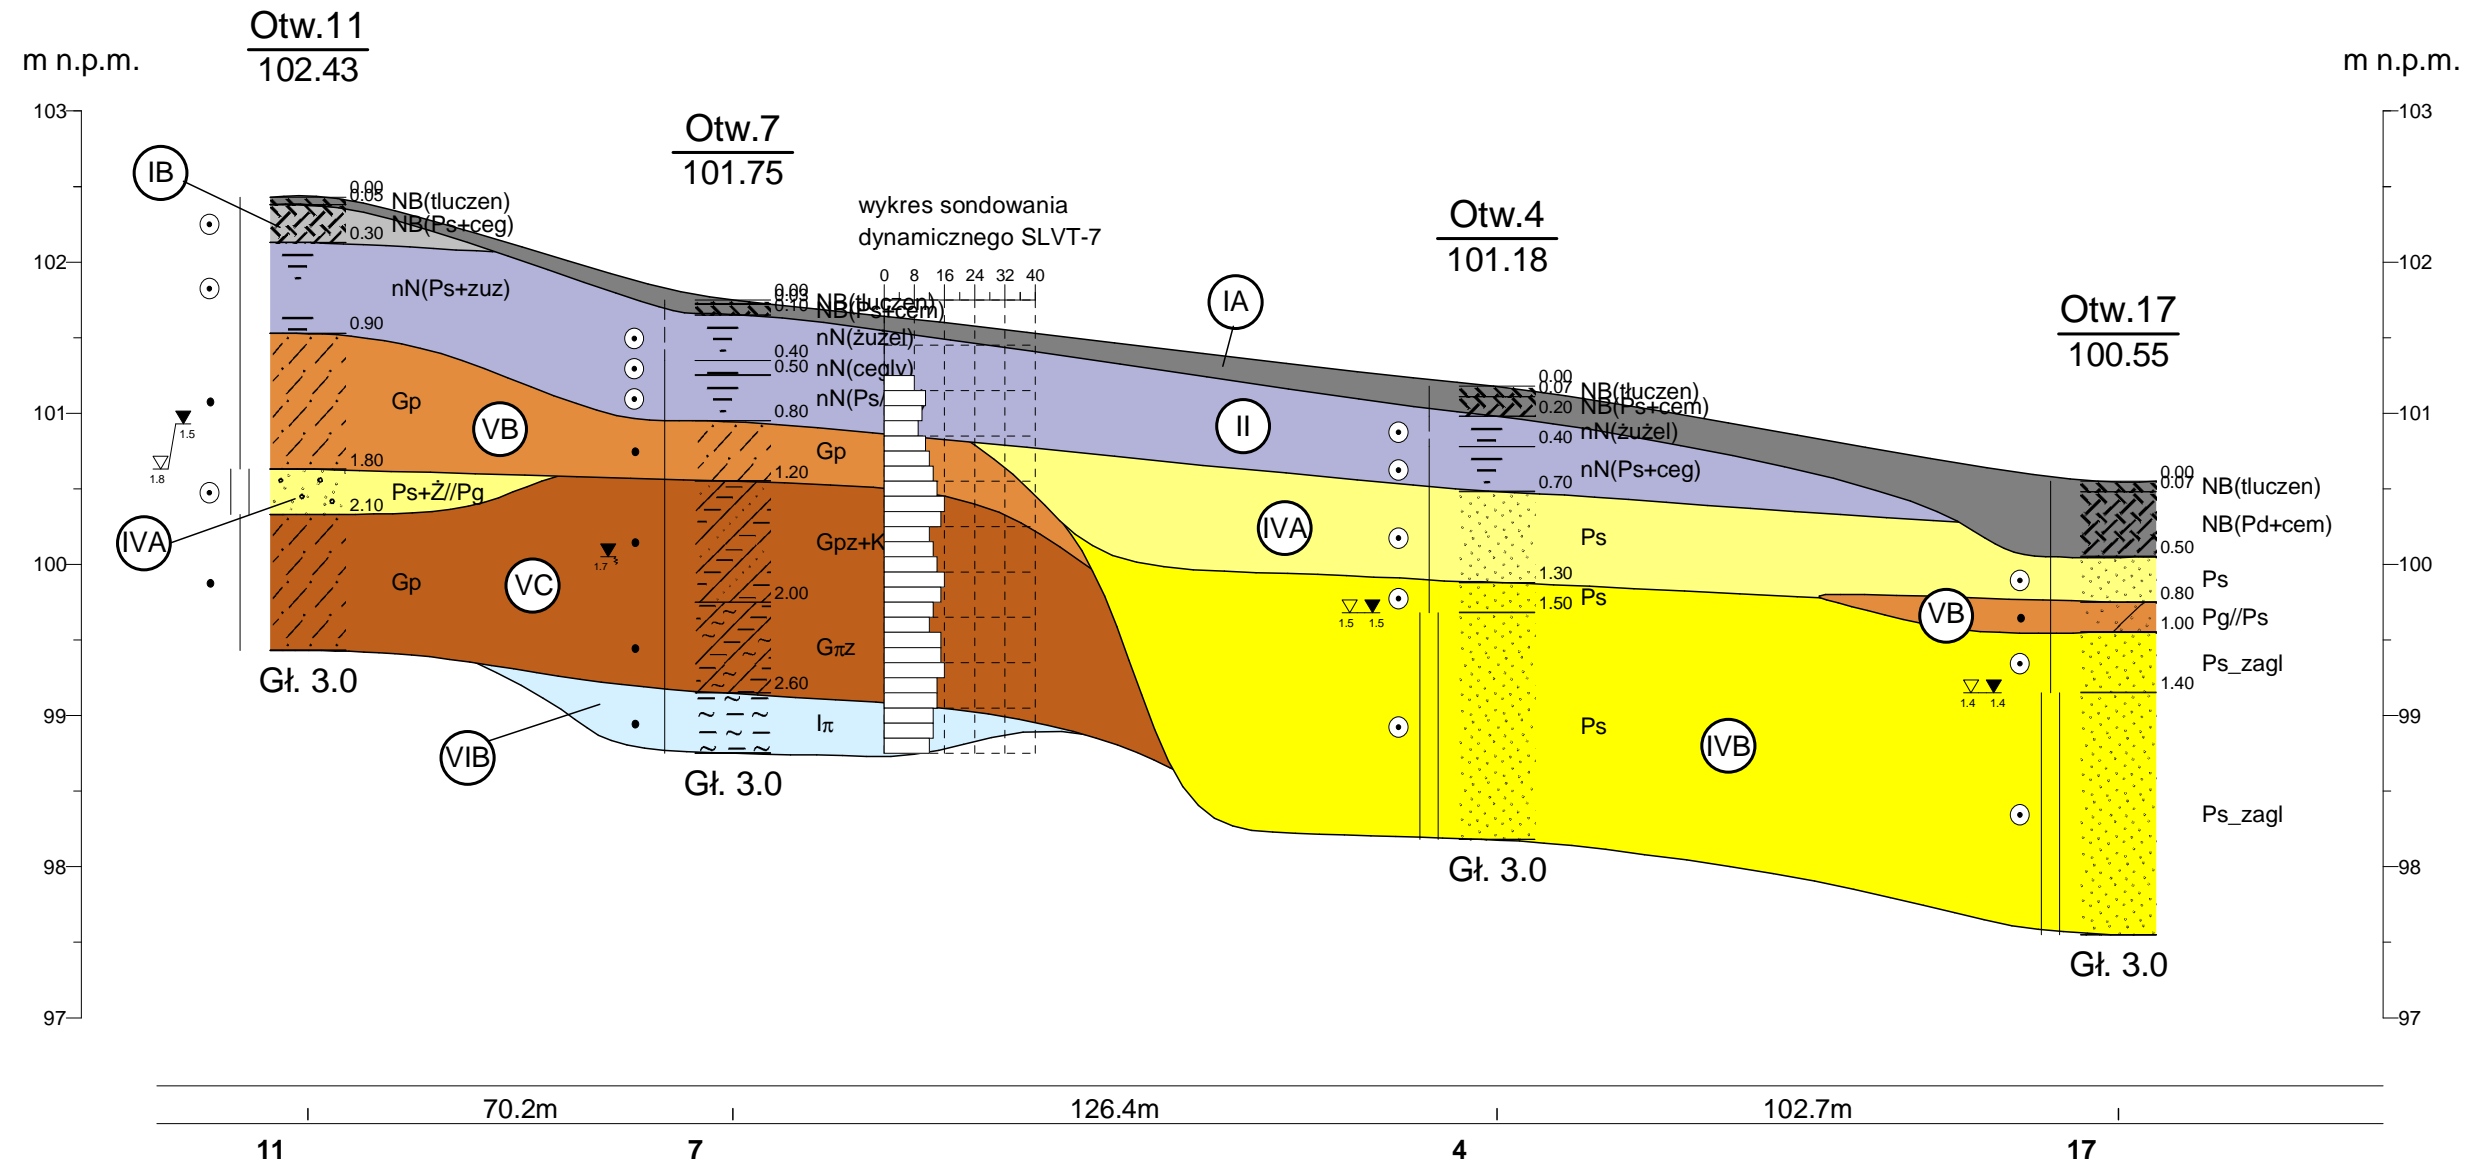 Otw.11
102.43
m n.p.m.
m n.p.m.
Otw.7
101.75
Otw.4
101.18
Otw.17
100.55
wykres sondowania
dynamicznego SLVT-7
0 8 16 24 32 40
103
102
101
100
99
98
97
103
102
101
100
99
98
97
IB
0.00
0.05
NB(tluczen)
NB(Ps+ceg)
0.30
nN(Ps+zuz)
0.90
Gp
1.80
Ps+Ż//Pg
2.10
Gp
Gł. 3.0
1.5
1.8
IVA
VB
VC
VIB
0.00
0.03
0.10
NB(tluczen)
NB(Ps+cem)
nN(żużel)
0.40
0.50
nN(cegly)
nN(Ps/
0.80
Gp
1.20
Gpz+K
2.00
Gπz
2.60
Iπ
Gł. 3.0
1.7
IA
II
IVA
0.00
0.07
NB(tłuczen)
0.20
NB(Ps+cem)
nN(żużel)
0.40
nN(Ps+ceg)
0.70
Ps
1.30
Ps
1.50
Ps
Gł. 3.0
1.5 1.5
IVB
VB
0.00
0.07
NB(tluczen)
NB(Pd+cem)
0.50
Ps
0.80
Pg//Ps
1.00
Ps_zagl
1.40
Ps_zagl
Gł. 3.0
1.4 1.4
70.2m
126.4m
102.7m
11
7
4
17